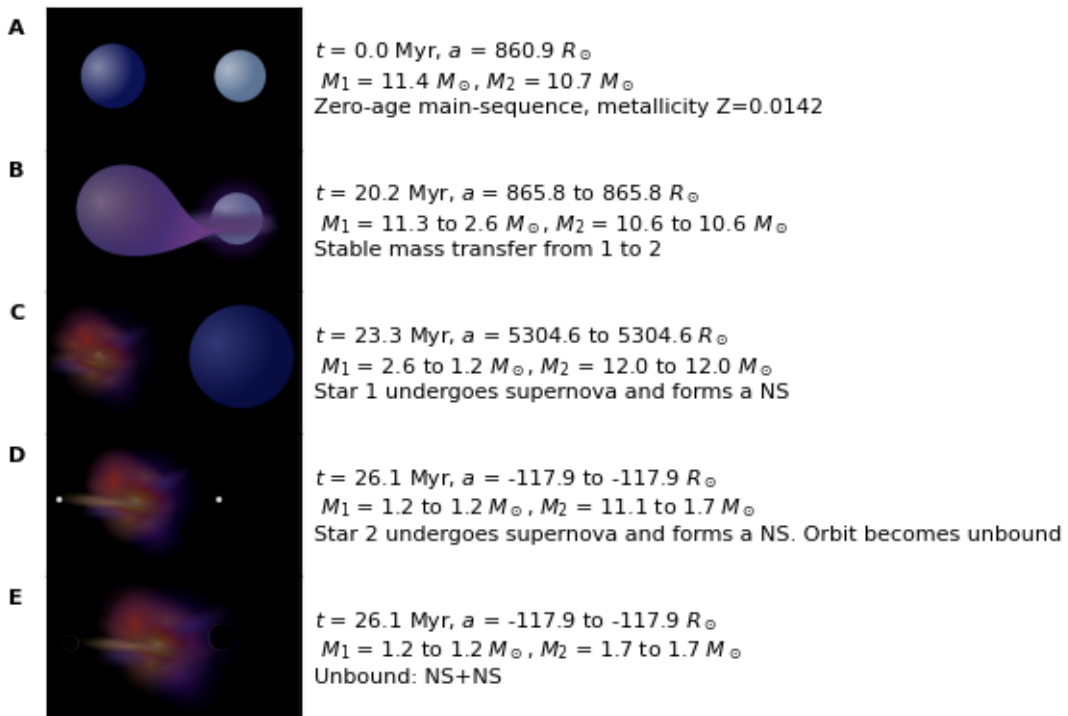 A
t = 0.0 Myr, a = 860.9 R⊙
M₁ = 11.4 M⊙, M₂ = 10.7 M⊙
Zero-age main-sequence, metallicity Z=0.0142
B
t = 20.2 Myr, a = 865.8 to 865.8 R⊙
M₁ = 11.3 to 2.6 M⊙, M₂ = 10.6 to 10.6 M⊙
Stable mass transfer from 1 to 2
C
t = 23.3 Myr, a = 5304.6 to 5304.6 R⊙
M₁ = 2.6 to 1.2 M⊙, M₂ = 12.0 to 12.0 M⊙
Star 1 undergoes supernova and forms a NS
D
t = 26.1 Myr, a = -117.9 to -117.9 R⊙
M₁ = 1.2 to 1.2 M⊙, M₂ = 11.1 to 1.7 M⊙
Star 2 undergoes supernova and forms a NS. Orbit becomes unbound
E
t = 26.1 Myr, a = -117.9 to -117.9 R⊙
M₁ = 1.2 to 1.2 M⊙, M₂ = 1.7 to 1.7 M⊙
Unbound: NS+NS